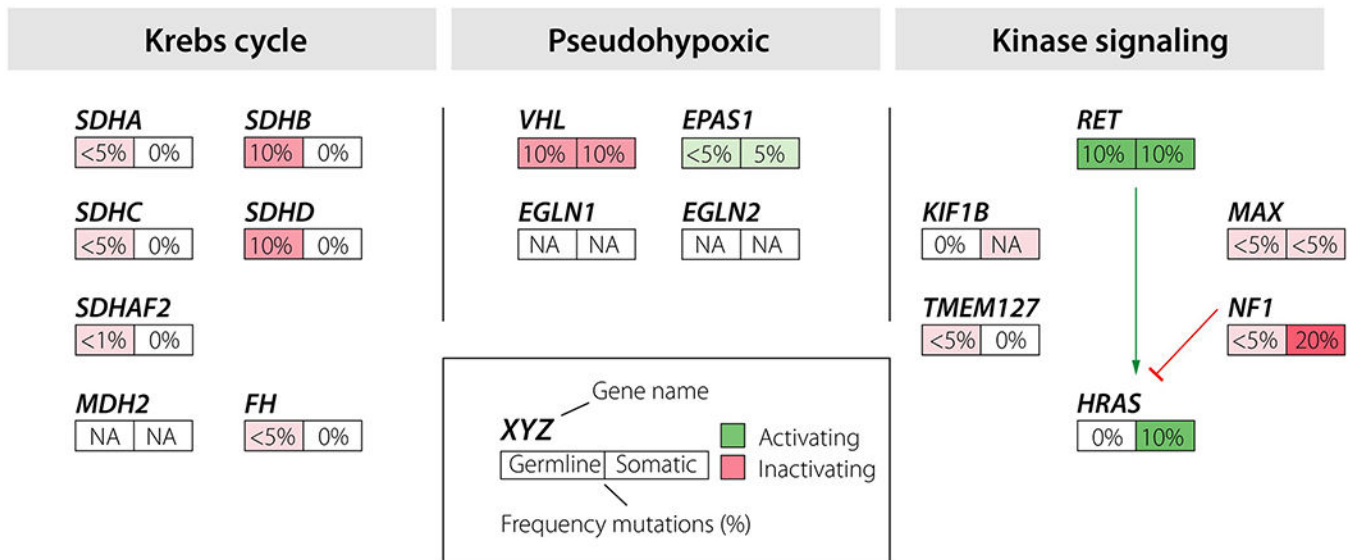 Krebs cycle
Pseudohypoxic
Kinase signaling
SDHA
<5% 0%
SDHB
10% 0%
SDHC
<5% 0%
SDHD
10% 0%
SDHAF2
<1% 0%
MDH2
NA NA
FH
<5% 0%
VHL
10% 10%
EPAS1
<5% 5%
EGLN1
NA NA
EGLN2
NA NA
Gene name
XYZ
Germline Somatic
Frequency mutations (%)
Activating
Inactivating
RET
10% 10%
KIF1B
0% NA
MAX
<5% <5%
TMEM127
<5% 0%
NF1
<5% 20%
HRAS
0% 10%